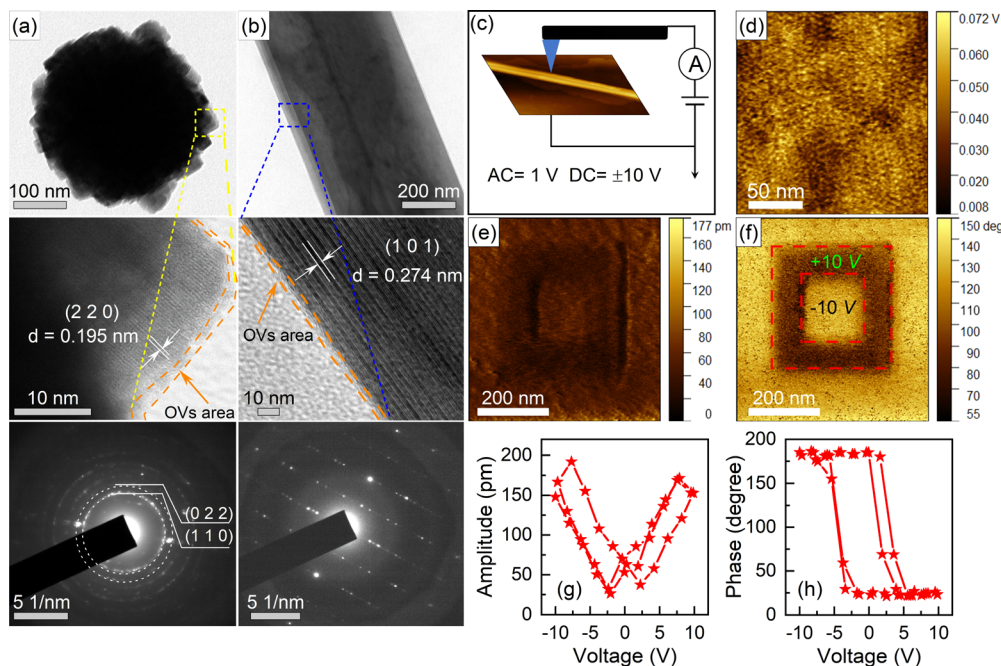 (a)
100 nm
(b)
200 nm
(c)
A
AC= 1 V DC= ±10 V
(d)
50 nm
0.072 V
0.060
0.050
0.040
0.030
0.020
0.008
(2 2 0)
d = 0.195 nm
OVs area
10 nm
(1 0 1)
d = 0.274 nm
OVs area
10 nm
(e)
200 nm
177 pm
160
140
120
100
80
60
40
0
(f)
+10 V
-10 V
200 nm
150 deg
130
120
110
100
90
80
70
55
(0 2 2)
(1 1 0)
5 1/nm
5 1/nm
Amplitude (pm)
200
150
100
50
0
(g)
-10 -5 0 5 10
Voltage (V)
Phase (degree)
200
150
100
50
0
(h)
-10 -5 0 5 10
Voltage (V)